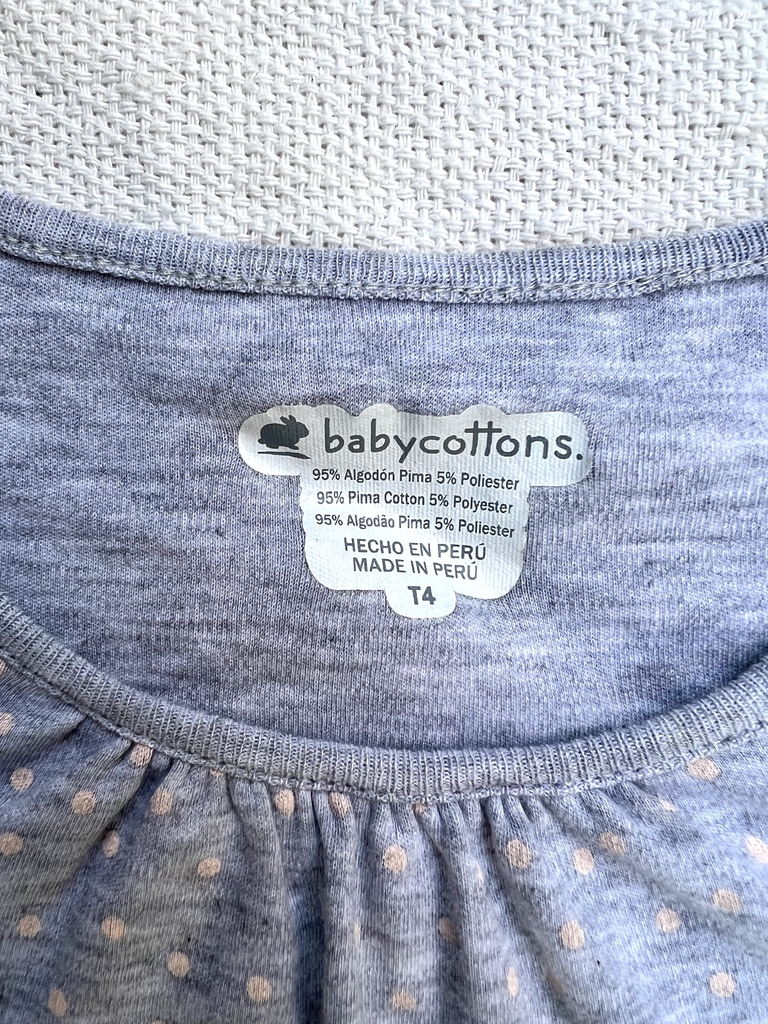 babycottons.
95% Algodón Pima 5% Poliester
95% Pima Cotton 5% Polyester
95% Algodão Pima 5% Poliester
HECHO EN PERÚ
MADE IN PERÚ
T4